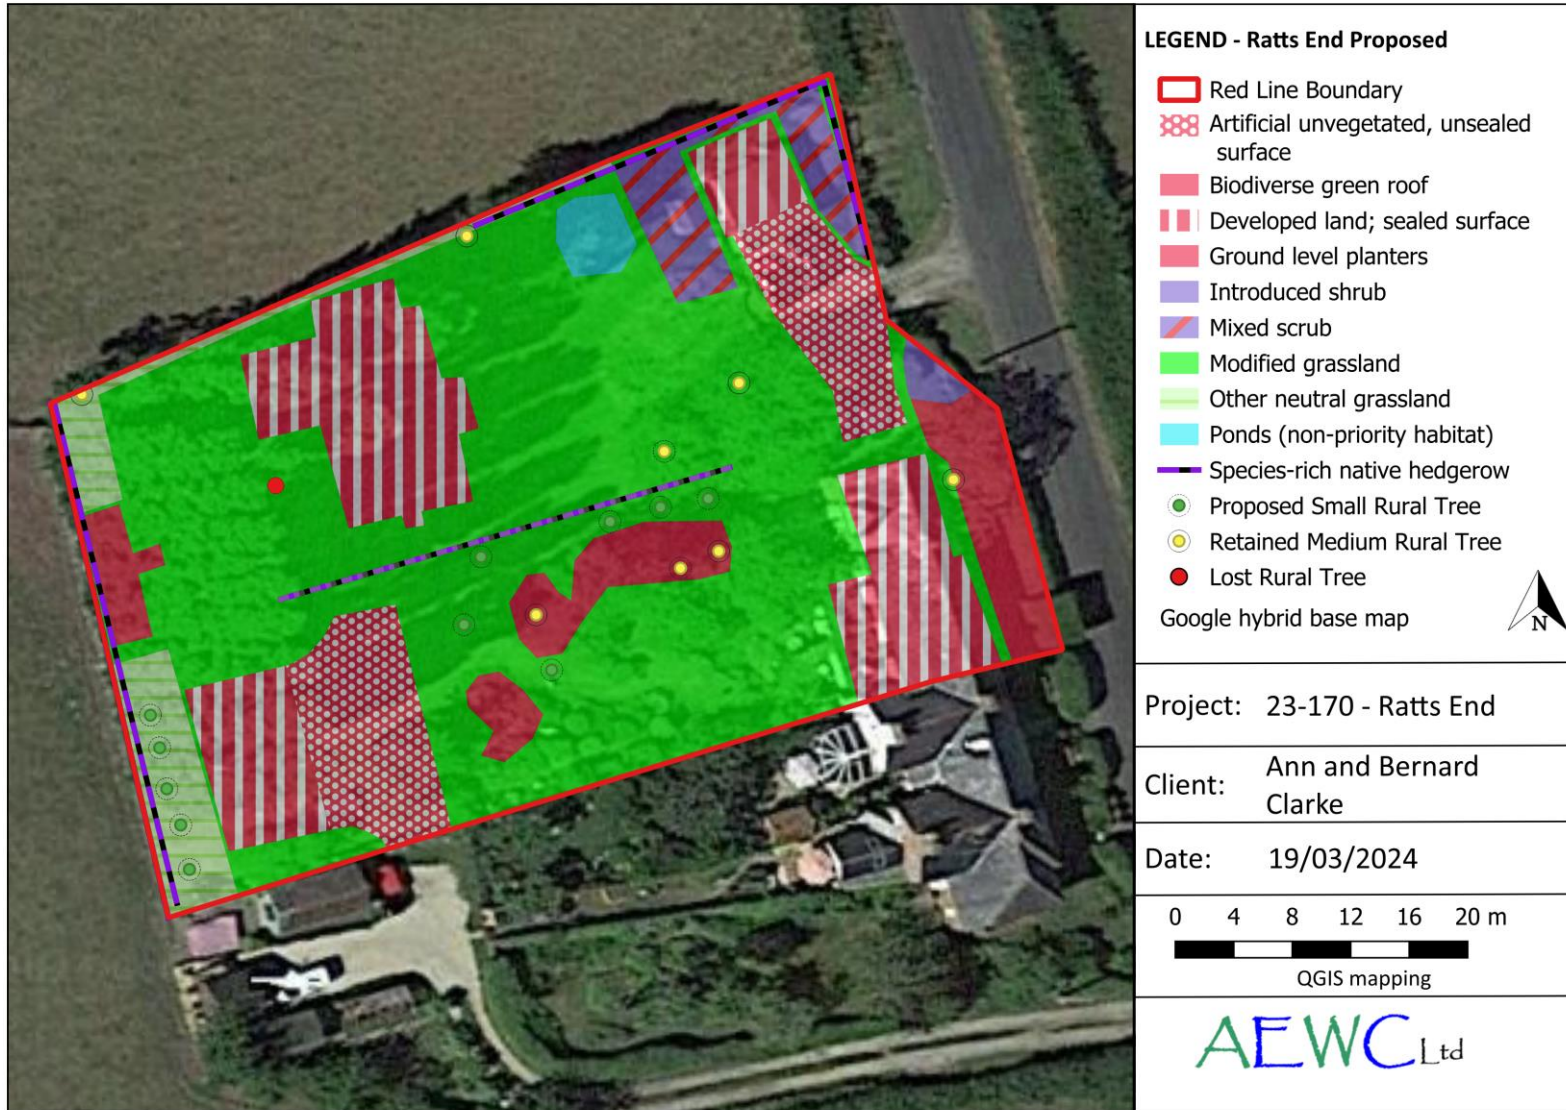 LEGEND - Ratts End Proposed
Red Line Boundary
Artificial unvegetated, unsealed
surface
Biodiverse green roof
Developed land; sealed surface
Ground level planters
Introduced shrub
Mixed scrub
Modified grassland
Other neutral grassland
Ponds (non-priority habitat)
Species-rich native hedgerow
Proposed Small Rural Tree
Retained Medium Rural Tree
Lost Rural Tree
Google hybrid base map
N
Project: 23-170 - Ratts End
Client: Ann and Bernard
Clarke
Date: 19/03/2024
0 4 8 12 16 20 m
QGIS mapping
AEWC Ltd